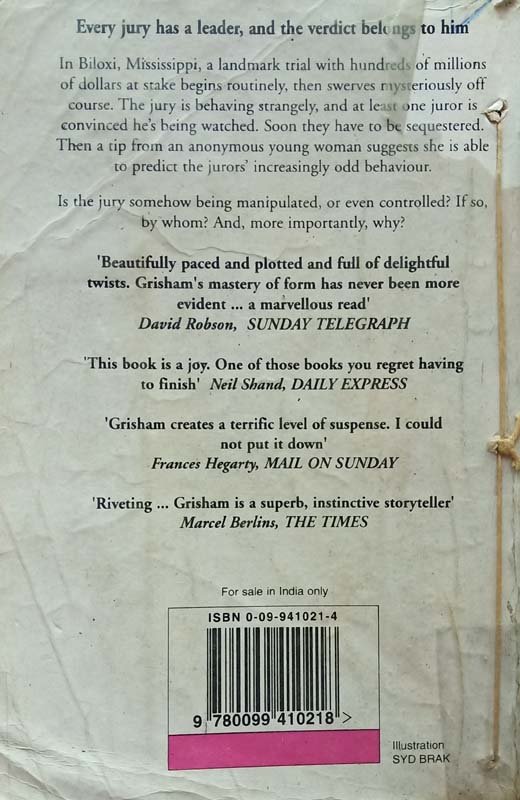 Every jury has a leader, and the verdict belongs to him
In Biloxi, Mississippi, a landmark trial with hundreds of millions
of dollars at stake begins routinely, then swerves mysteriously off
course. The jury is behaving strangely, and at least one juror is
convinced he's being watched. Soon they have to be sequestered.
Then a tip from an anonymous young woman suggests she is able
to predict the jurors' increasingly odd behaviour.
Is the jury somehow being manipulated, or even controlled? If so,
by whom? And, more importantly, why?
'Beautifully paced and plotted and full of delightful
twists. Grisham's mastery of form has never been more
evident ... a marvellous read'
David Robson, SUNDAY TELEGRAPH
'This book is a joy. One of those books you regret having
to finish' Neil Shand, DAILY EXPRESS
'Grisham creates a terrific level of suspense. I could
not put it down'
Frances Hegarty, MAIL ON SUNDAY
'Riveting ... Grisham is a superb, instinctive storyteller'
Marcel Berlins, THE TIMES
For sale in India only
ISBN 0-09-941021-4
9 780099 410218 >
Illustration
SYD BRAK